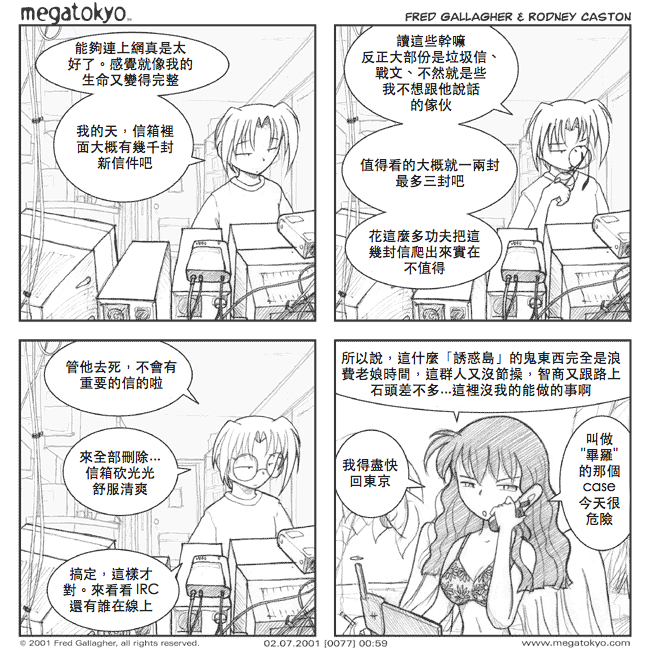 megatokyo™
FRED GALLAGHER & RODNEY CASTON
能夠連上網真是太
好了。感覺就像我的
生命又變得完整
我的天，信箱裡
面大概有幾千封
新信件吧
讀這些幹嘛
反正大部份是垃圾信、
戰文、不然就是些
我不想跟他說話
的傢伙
值得看的大概就一兩封
最多三封吧
花這麼多功夫把這
幾封信爬出來實在
不值得
管他去死，不會有
重要的信的啦
來全部刪除...
信箱砍光光
舒服清爽
搞定，這樣才
對。來看看 IRC
還有誰在線上
所以說，這什麼「誘惑島」的鬼東西完全是浪
費老娘時間，這群人又沒節操，智商又跟路上
石頭差不多...這裡沒我的能做的事啊
我得盡快
回東京
叫做
"畢羅"
的那個
case
今天很
危險
© 2001 Fred Gallagher, all rights reserved.
02.07.2001 [0077] 00:59
www.megatokyo.com